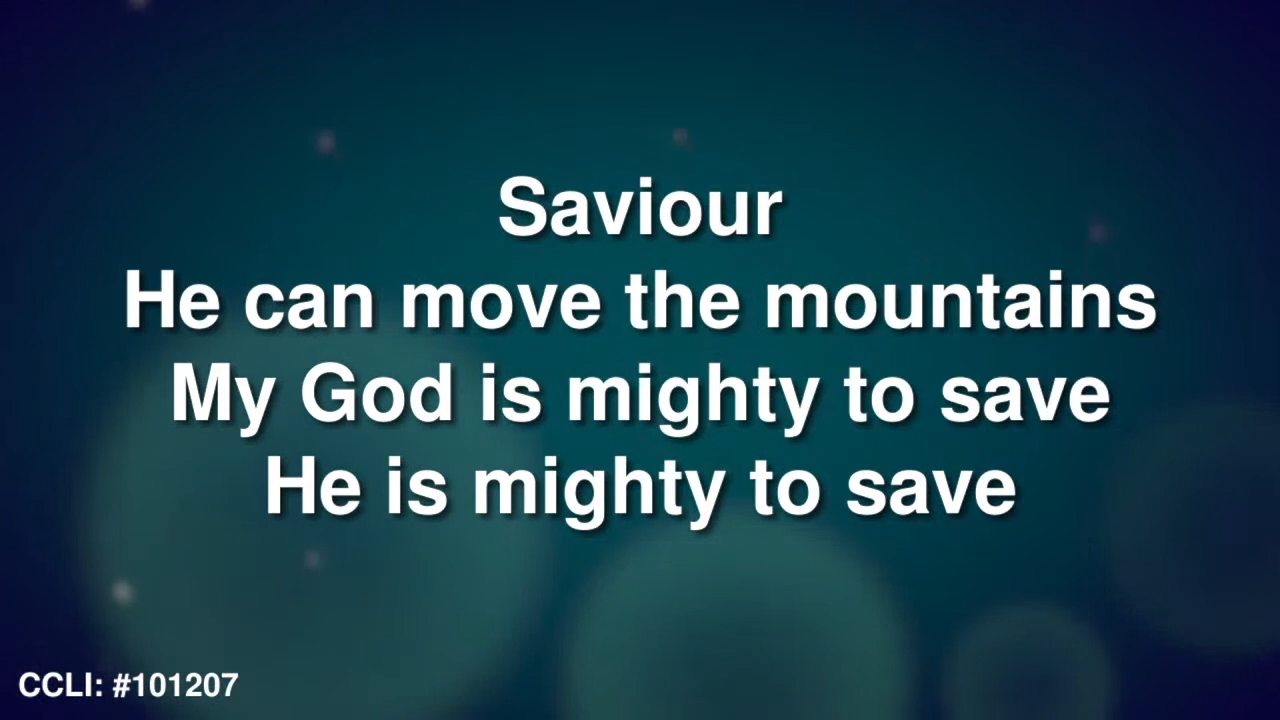 Saviour
He can move the mountains
My God is mighty to save
He is mighty to save
CCLI: #101207